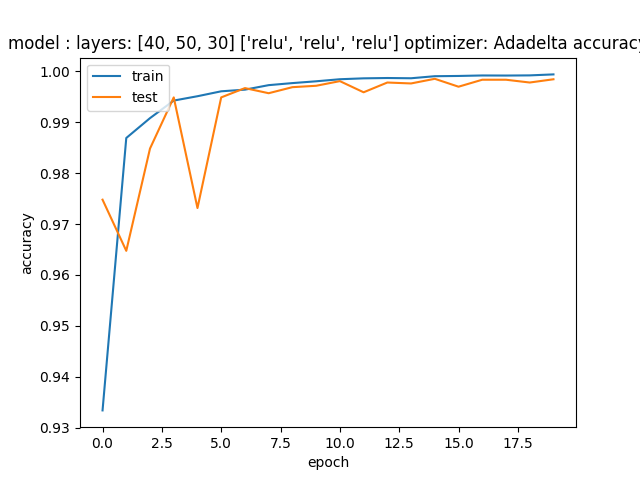 model : layers: [40, 50, 30] ['relu', 'relu', 'relu'] optimizer: Adadelta accuracy
train
test
1.00
0.99
0.98
0.97
0.96
0.95
0.94
0.93
accuracy
0.0 2.5 5.0 7.5 10.0 12.5 15.0 17.5
epoch